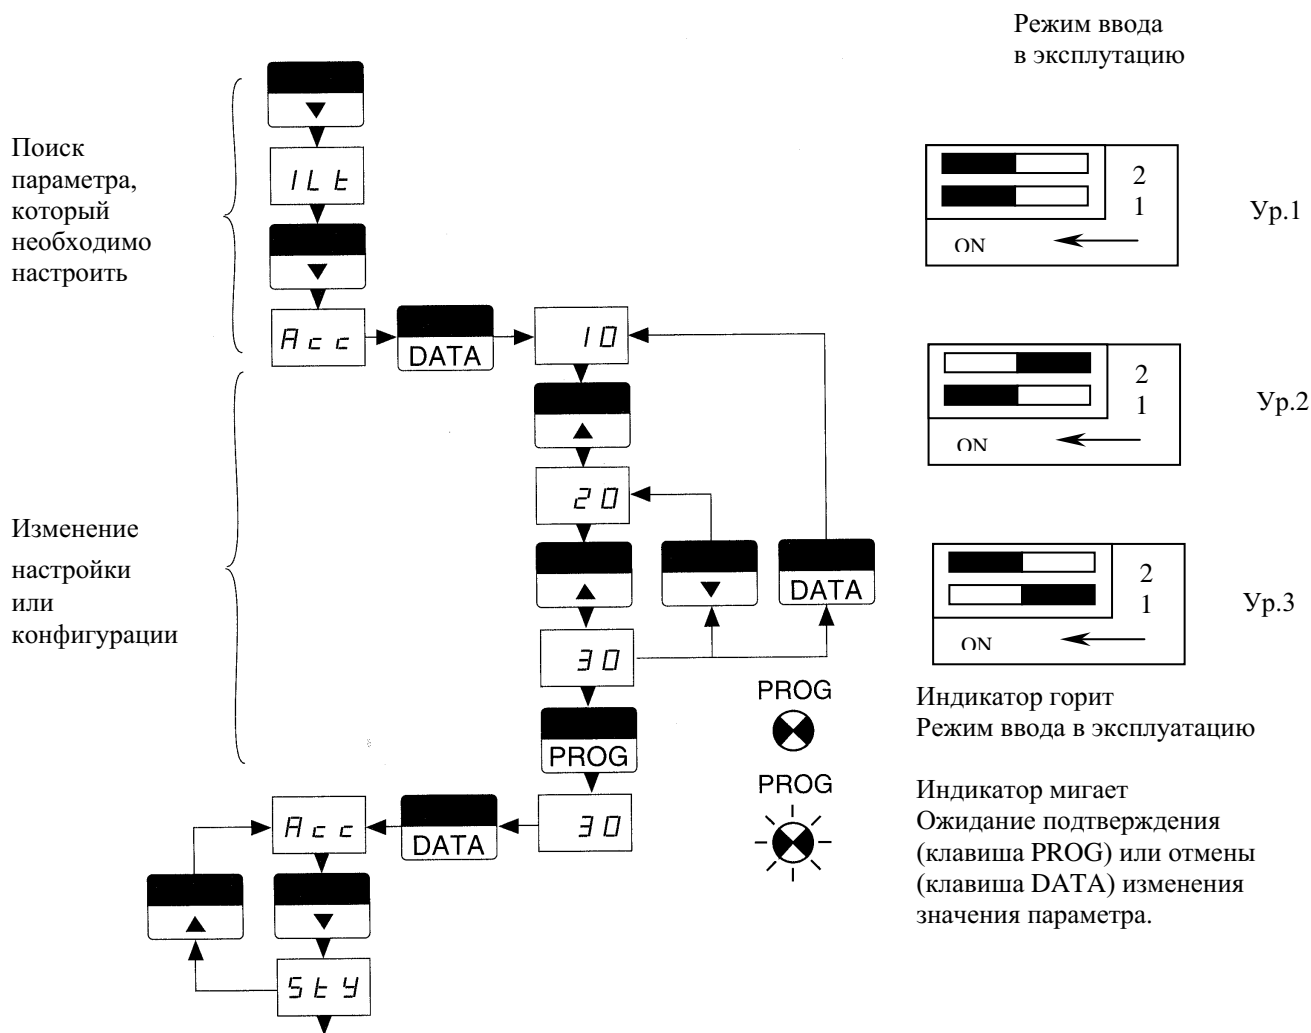 Режим ввода
в эксплутацию
Поиск
параметра,
который
необходимо
настроить
ILt
Acc
DATA
10
20
30
DATA
PROG
30
DATA
Acc
StY
Изменение
настройки
или
конфигурации
2
1
ON
Ур.1
2
1
ON
Ур.2
2
1
ON
Ур.3
PROG
Индикатор горит
Режим ввода в эксплуатацию
PROG
Индикатор мигает
Ожидание подтверждения
(клавиша PROG) или отмены
(клавиша DATA) изменения
значения параметра.